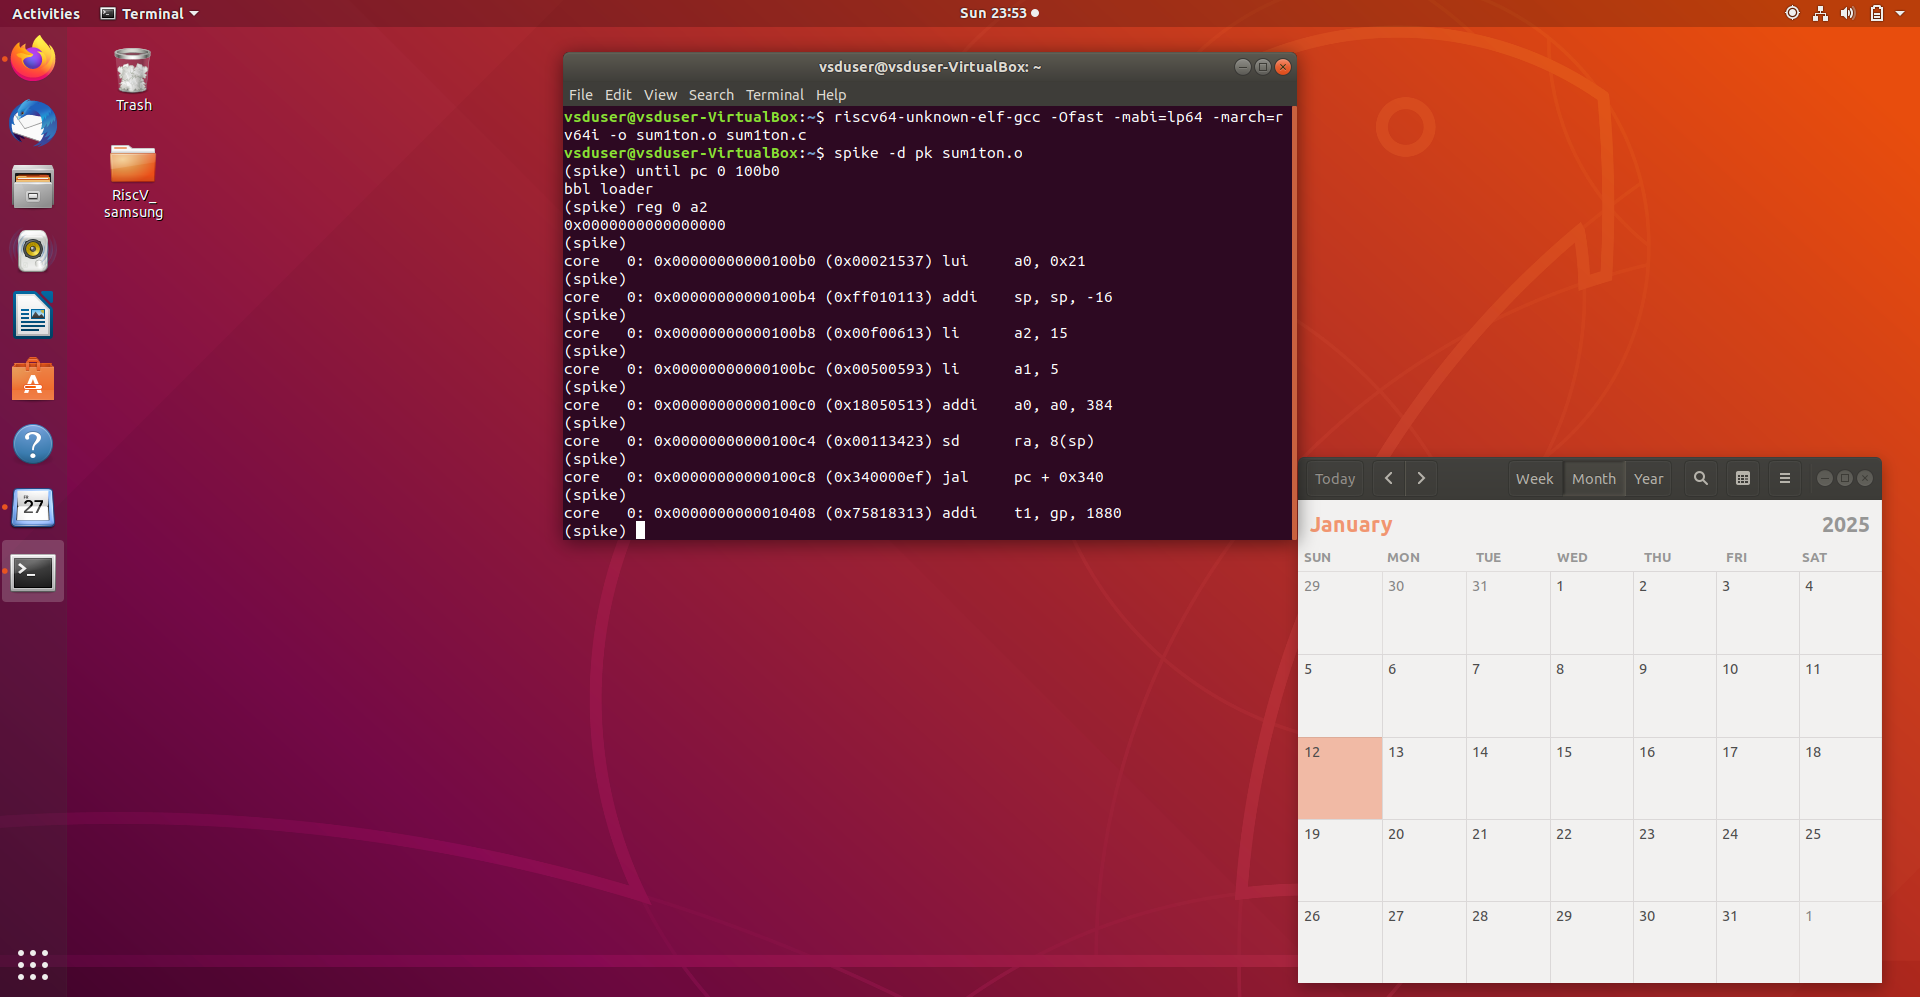 Activities
Terminal
Sun 23:53
Trash
RiscV_
samsung
27
vsduser@vsduser-VirtualBox: ~
File Edit View Search Terminal Help
vsduser@vsduser-VirtualBox:~$ riscv64-unknown-elf-gcc -Ofast -mabi=lp64 -march=r
v64i -o sum1ton.o sum1ton.c
vsduser@vsduser-VirtualBox:~$ spike -d pk sum1ton.o
(spike) until pc 0 100b0
bbl loader
(spike) reg 0 a2
0x0000000000000000
(spike)
core   0: 0x00000000000100b0 (0x00021537) lui     a0, 0x21
(spike)
core   0: 0x00000000000100b4 (0xff010113) addi    sp, sp, -16
(spike)
core   0: 0x00000000000100b8 (0x00f00613) li      a2, 15
(spike)
core   0: 0x00000000000100bc (0x00500593) li      a1, 5
(spike)
core   0: 0x00000000000100c0 (0x18050513) addi    a0, a0, 384
(spike)
core   0: 0x00000000000100c4 (0x00113423) sd      ra, 8(sp)
(spike)
core   0: 0x00000000000100c8 (0x340000ef) jal     pc + 0x340
(spike)
core   0: 0x0000000000010408 (0x75818313) addi    t1, gp, 1880
(spike)
Today Week Month Year
January 2025
SUN MON TUE WED THU FRI SAT
29 30 31 1 2 3 4
5 6 7 8 9 10 11
12 13 14 15 16 17 18
19 20 21 22 23 24 25
26 27 28 29 30 31 1